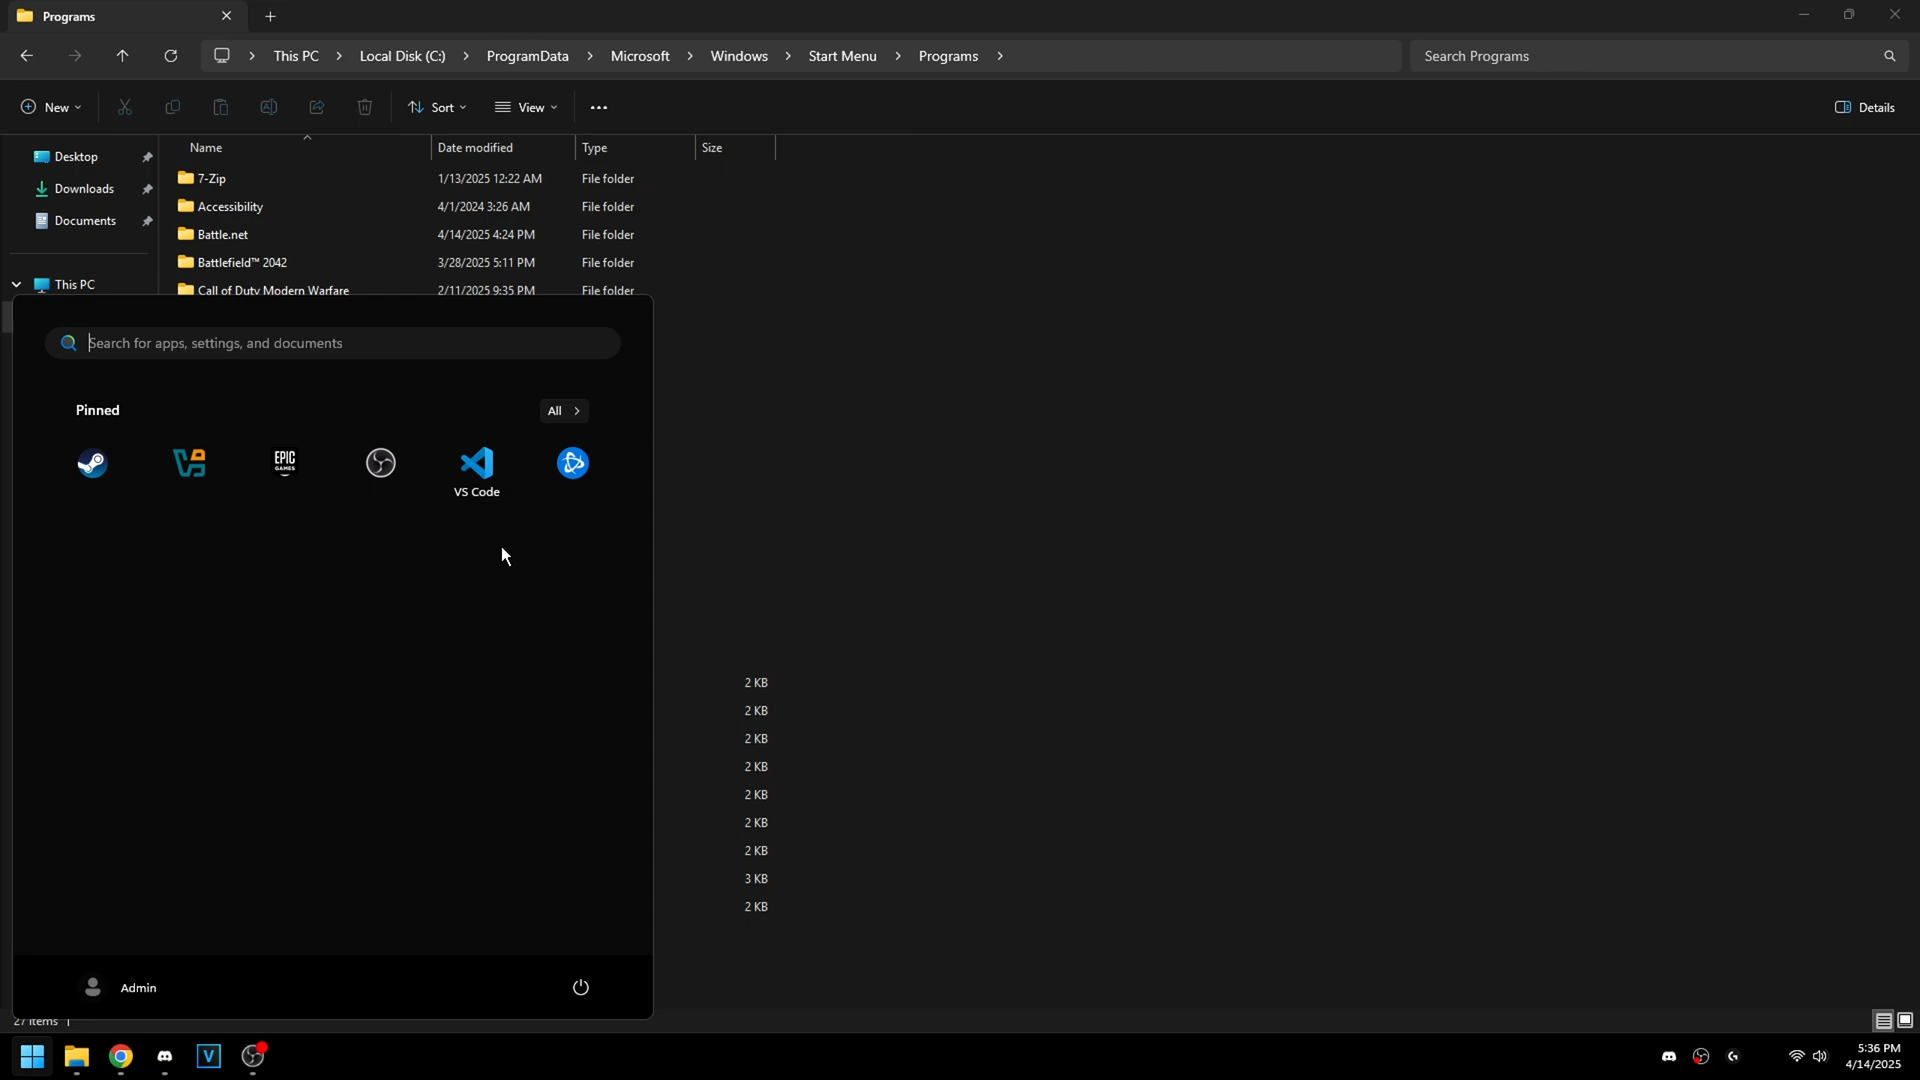 Programs
This PC > Local Disk (C:) > ProgramData > Microsoft > Windows > Start Menu > Programs >
Search Programs
New
Sort
View
Details
Name
Date modified
Type
Size
Desktop
Downloads
Documents
This PC
7-Zip 1/13/2025 12:22 AM File folder
Accessibility 4/1/2024 3:26 AM File folder
Battle.net 4/14/2025 4:24 PM File folder
Battlefield™ 2042 3/28/2025 5:11 PM File folder
Call of Duty Modern Warfare 2/11/2025 9:35 PM File folder
Search for apps, settings, and documents
Pinned
All >
EPIC
GAMES
VS Code
2 KB
2 KB
2 KB
2 KB
2 KB
2 KB
2 KB
3 KB
2 KB
Admin
27 items
V
5:36 PM
4/14/2025